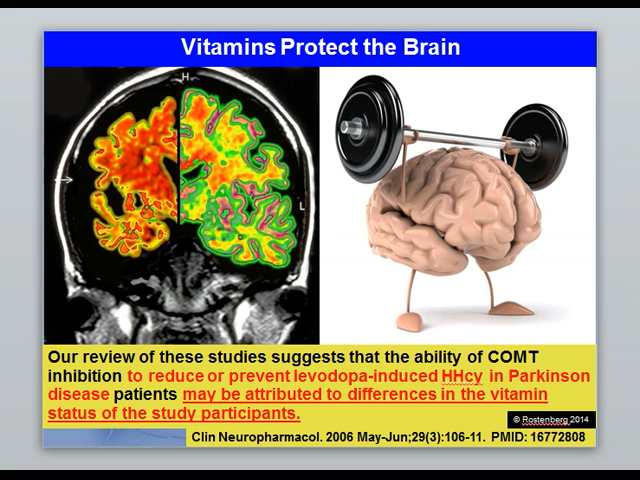 Vitamins Protect the Brain
H
L
Our review of these studies suggests that the ability of COMT
inhibition to reduce or prevent levodopa-induced HHcy in Parkinson
disease patients may be attributed to differences in the vitamin
status of the study participants.
© Rostenberg 2014
Clin Neuropharmacol. 2006 May-Jun;29(3):106-11. PMID: 16772808